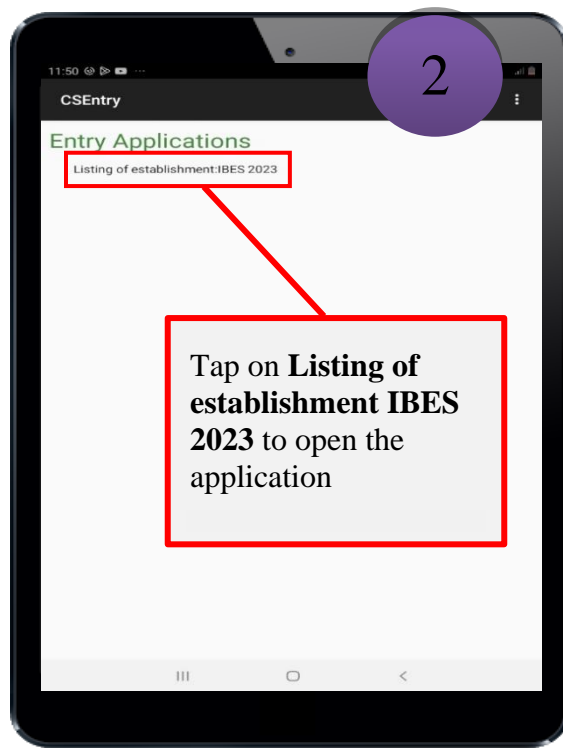 2
11:50
CSEntry
Entry Applications
Listing of establishment:IBES 2023
Tap on Listing of
establishment IBES
2023 to open the
application